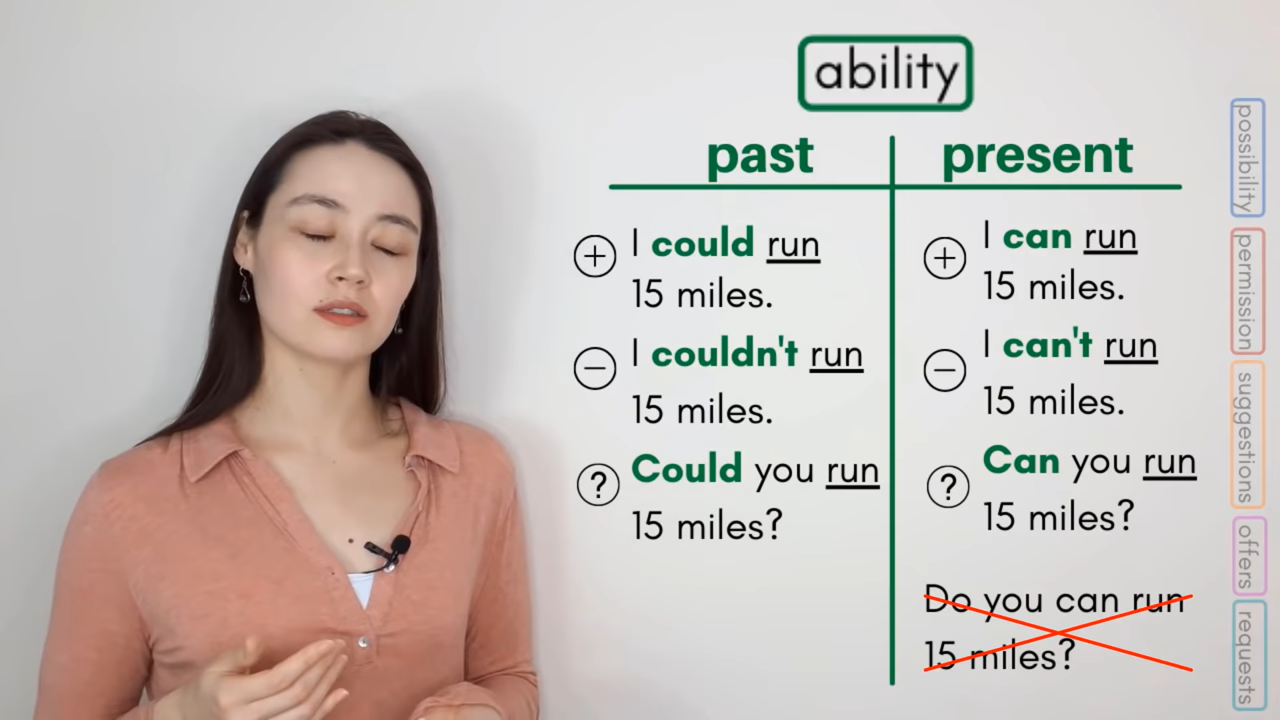 ability
past
present
+ I could run
15 miles.
− I couldn't run
15 miles.
? Could you run
15 miles?
+ I can run
15 miles.
− I can't run
15 miles.
? Can you run
15 miles?
Do you can run
15 miles?
possibility
permission
suggestions
offers
requests